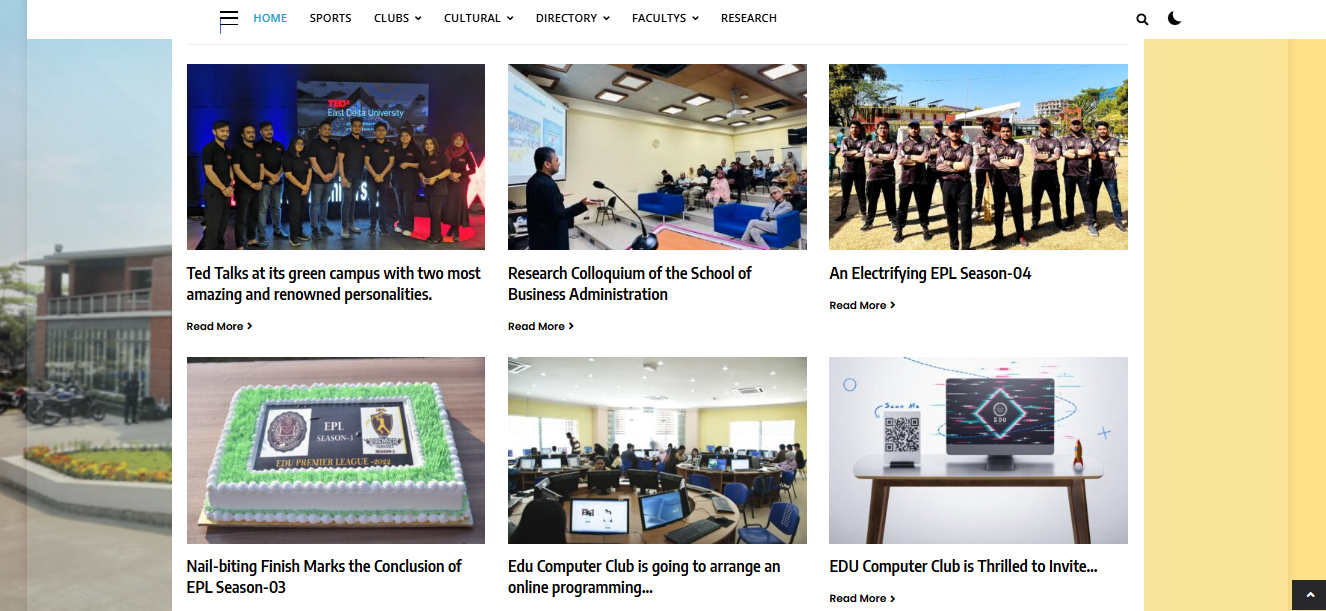 HOME SPORTS CLUBS CULTURAL DIRECTORY FACULTYS RESEARCH
TEDx
East Delta University
Ted Talks at its green campus with two most
amazing and renowned personalities.
Read More
Research Colloquium of the School of
Business Administration
Read More
An Electrifying EPL Season-04
Read More
EPL
SEASON-3
PREMIER
SEASON-3
EDU PREMIER LEAGUE -2022
Nail-biting Finish Marks the Conclusion of
EPL Season-03
Edu Computer Club is going to arrange an
online programming...
Scan Me
EDU
EDU Computer Club is Thrilled to Invite...
Read More